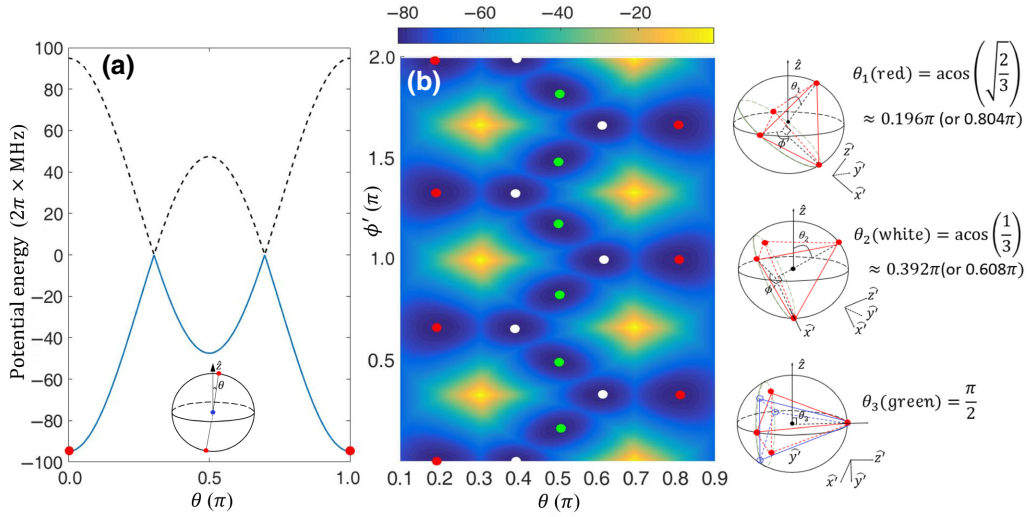 (a)
Potential energy (2π × MHz)
100
80
60
40
20
0
−20
−40
−60
−80
−100
0.0
0.5
1.0
θ (π)
ẑ
θ
−80
−60
−40
−20
(b)
ϕ′ (π)
2.0
1.5
1.0
0.5
0.1
0.2
0.3
0.4
0.5
0.6
0.7
0.8
0.9
θ (π)
ẑ
θ₁
ϕ′
ẑ′
ŷ′
x̂′
θ₁(red) = acos(√(2/3))
≈ 0.196π (or 0.804π)
ẑ
θ₂
ϕ′
x̂′
ẑ′
ŷ′
x̂′
θ₂(white) = acos(1/3)
≈ 0.392π(or 0.608π)
ẑ
θ₃
ŷ′
ẑ′
x̂′
ŷ′
θ₃(green) = π/2